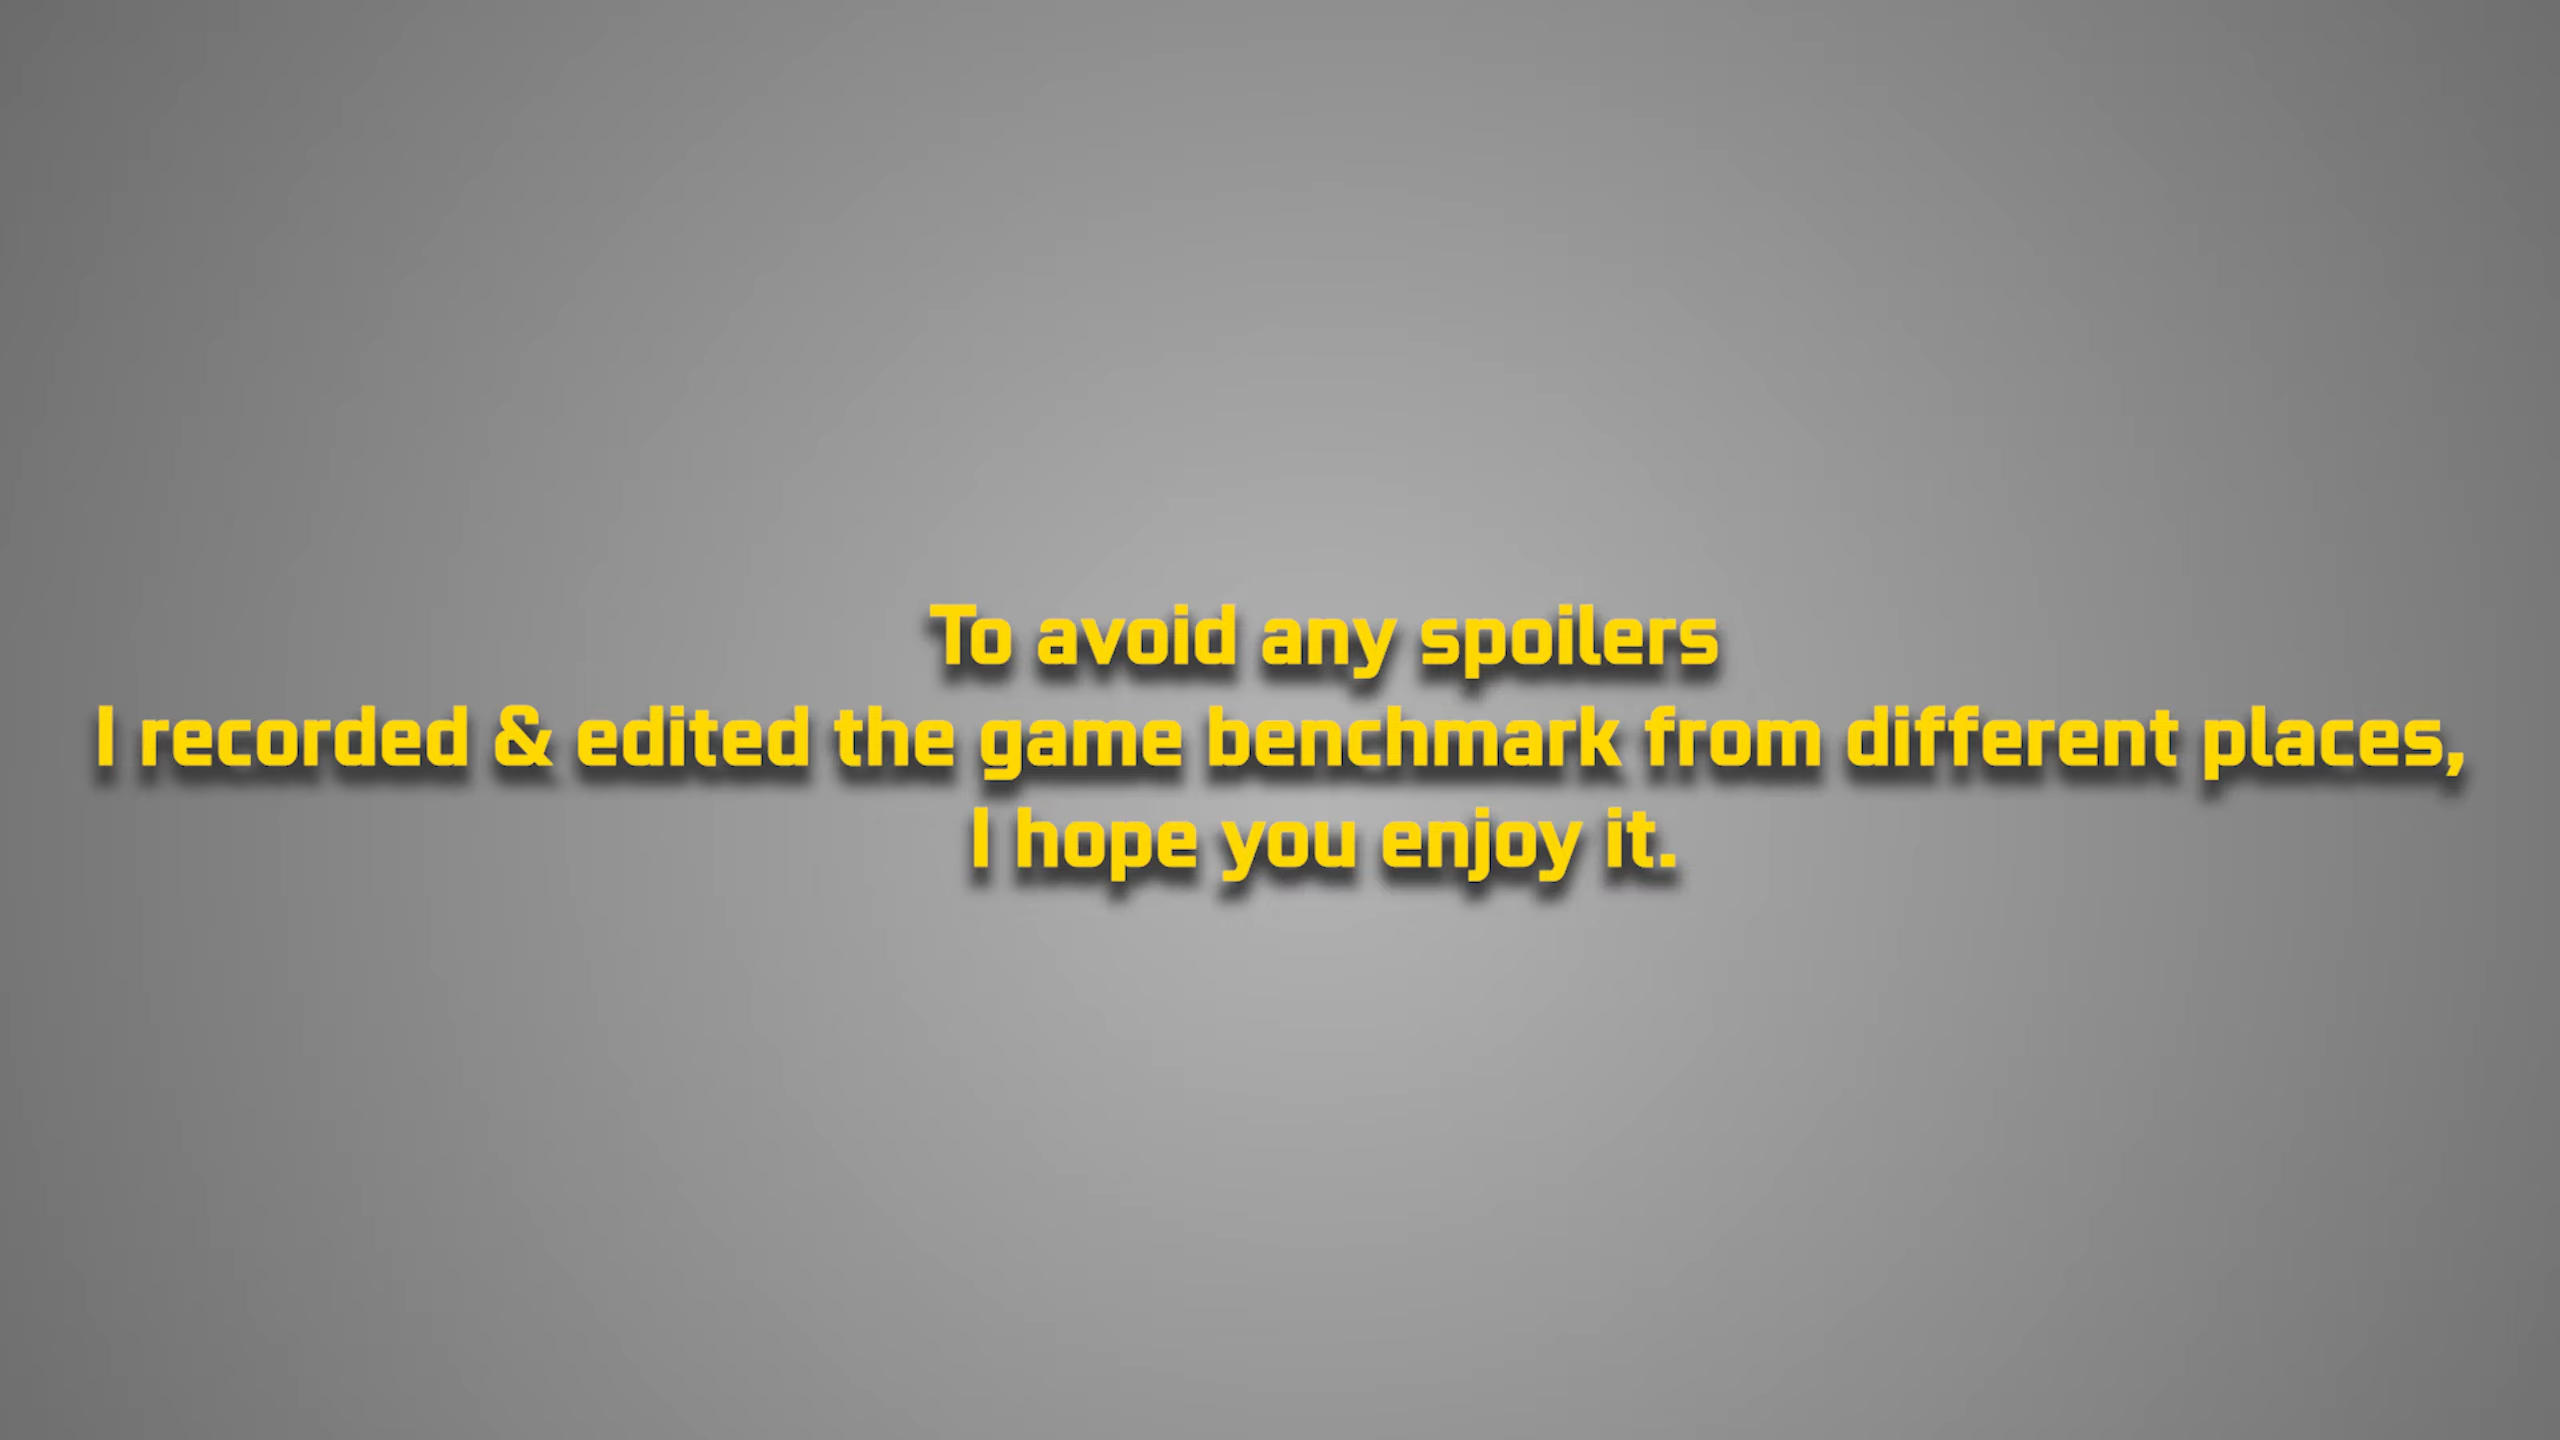 To avoid any spoilers
I recorded & edited the game benchmark from different places,
I hope you enjoy it.